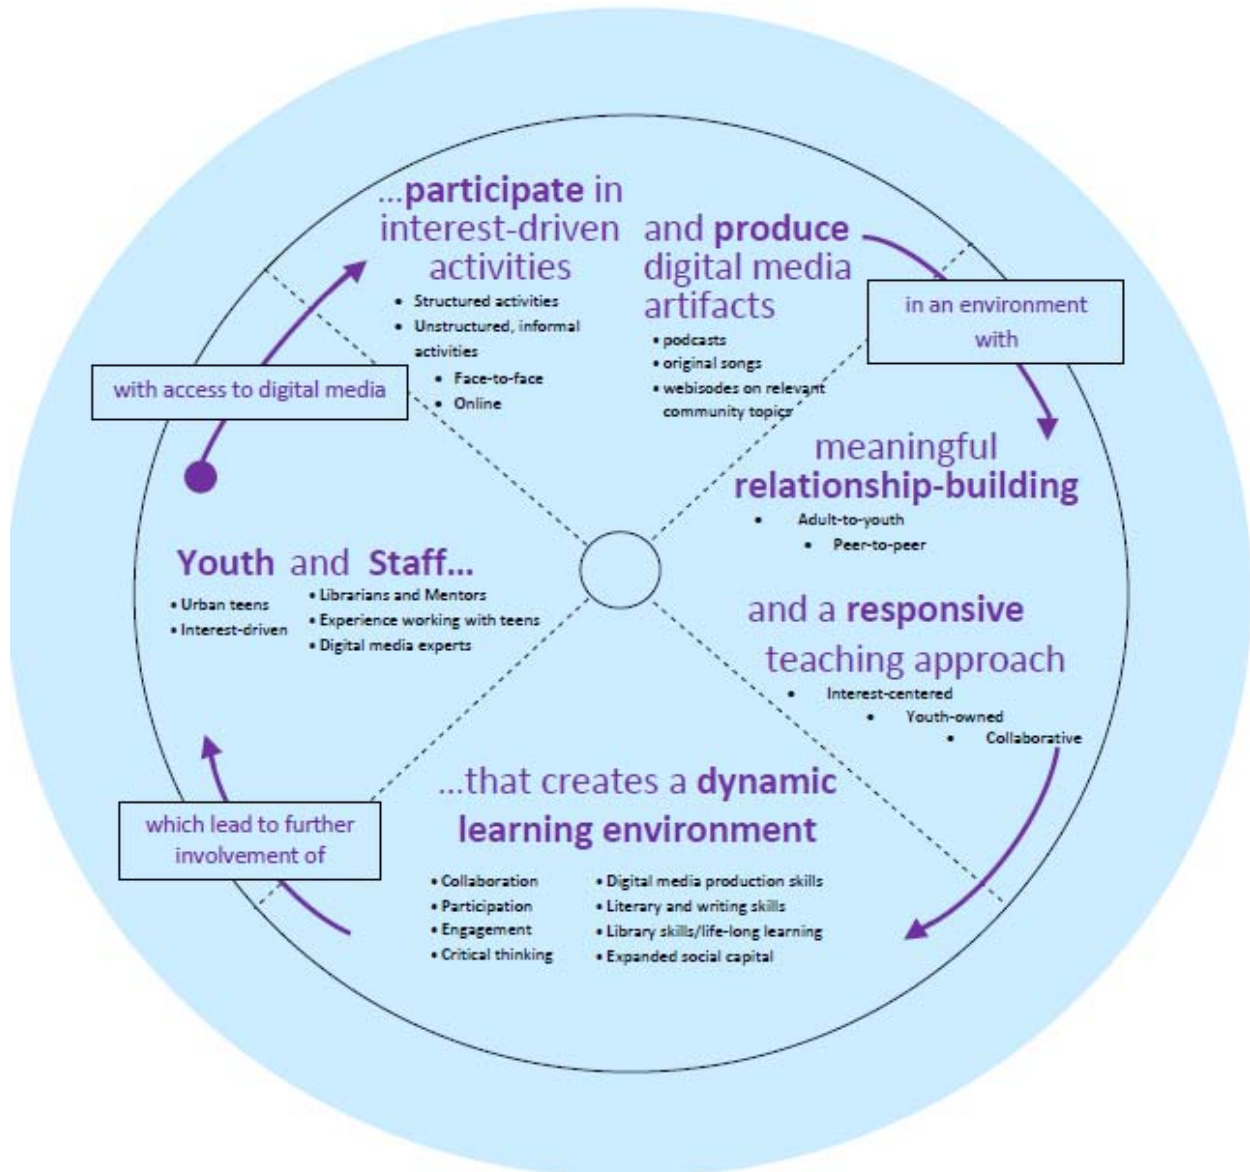 Youth and Staff...
• Urban teens
• Interest-driven
• Librarians and Mentors
• Experience working with teens
• Digital media experts
with access to digital media
...participate in
interest-driven
activities
• Structured activities
• Unstructured, informal
activities
• Face-to-face
• Online
and produce
digital media
artifacts
• podcasts
• original songs
• webisodes on relevant
community topics
in an environment
with
meaningful
relationship-building
• Adult-to-youth
• Peer-to-peer
and a responsive
teaching approach
• Interest-centered
• Youth-owned
• Collaborative
...that creates a dynamic
learning environment
• Collaboration
• Participation
• Engagement
• Critical thinking
• Digital media production skills
• Literary and writing skills
• Library skills/life-long learning
• Expanded social capital
which lead to further
involvement of